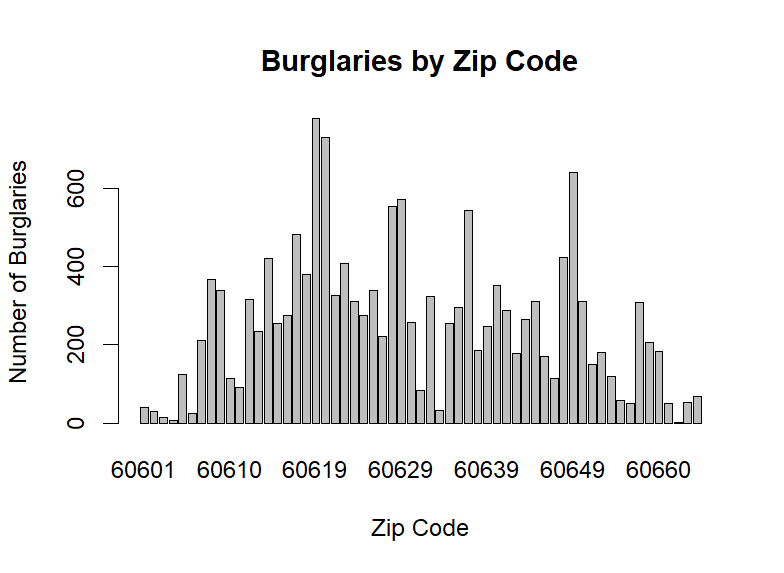 Burglaries by Zip Code
Number of Burglaries
600
400
200
0
60601 60610 60619 60629 60639 60649 60660
Zip Code